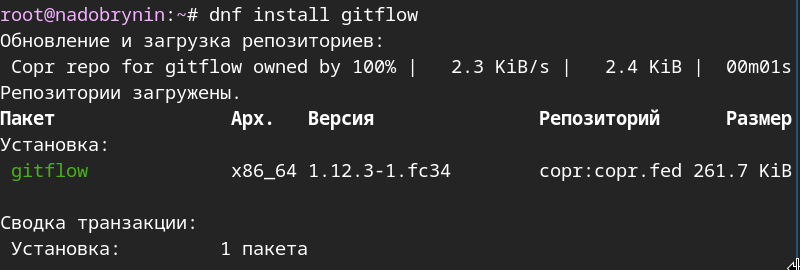 root@nadobrynin:~# dnf install gitflow
Обновление и загрузка репозиториев:
Copr repo for gitflow owned by 100% | 2.3 KiB/s | 2.4 KiB | 00m01s
Репозитории загружены.
Пакет Арх. Версия Репозиторий Размер
Установка:
gitflow x86_64 1.12.3-1.fc34 copr:copr.fed 261.7 KiB
Сводка транзакции:
Установка: 1 пакета